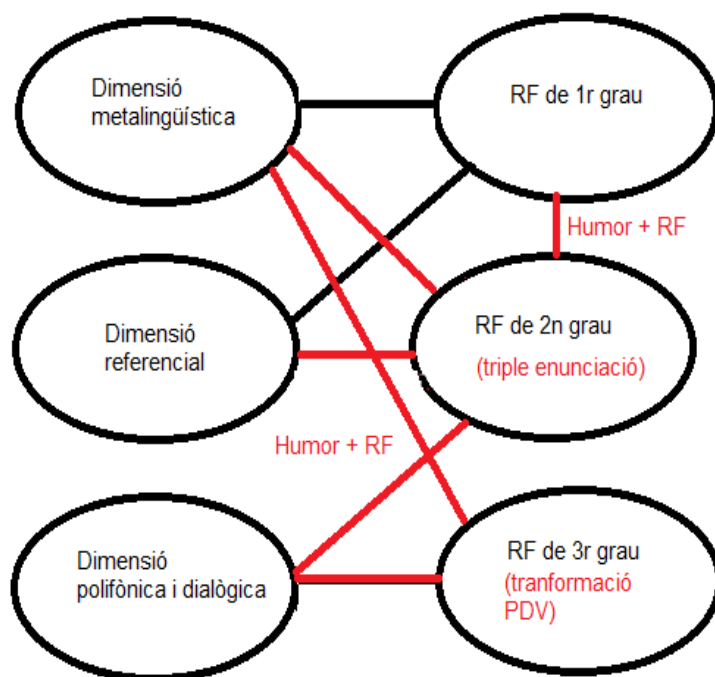 Dimensió
metalingüística
RF de 1r grau
Humor + RF
Dimensió
referencial
RF de 2n grau
(triple enunciació)
Humor + RF
Dimensió
polifònica i dialògica
RF de 3r grau
(tranformació
PDV)